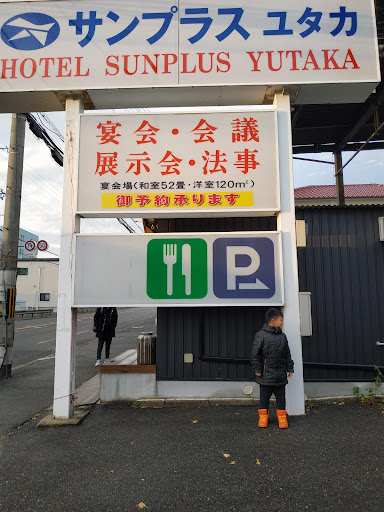 サンプラス ユタカ
HOTEL SUNPLUS YUTAKA
宴会・会議
展示会・法事
宴会場(和室52畳・洋室120m²)
御予約承ります
P